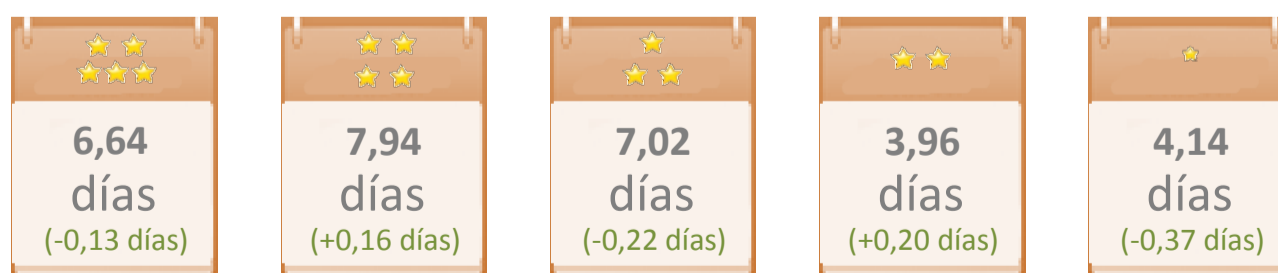 6,64
días
(-0,13 días)
7,94
días
(+0,16 días)
7,02
días
(-0,22 días)
3,96
días
(+0,20 días)
4,14
días
(-0,37 días)